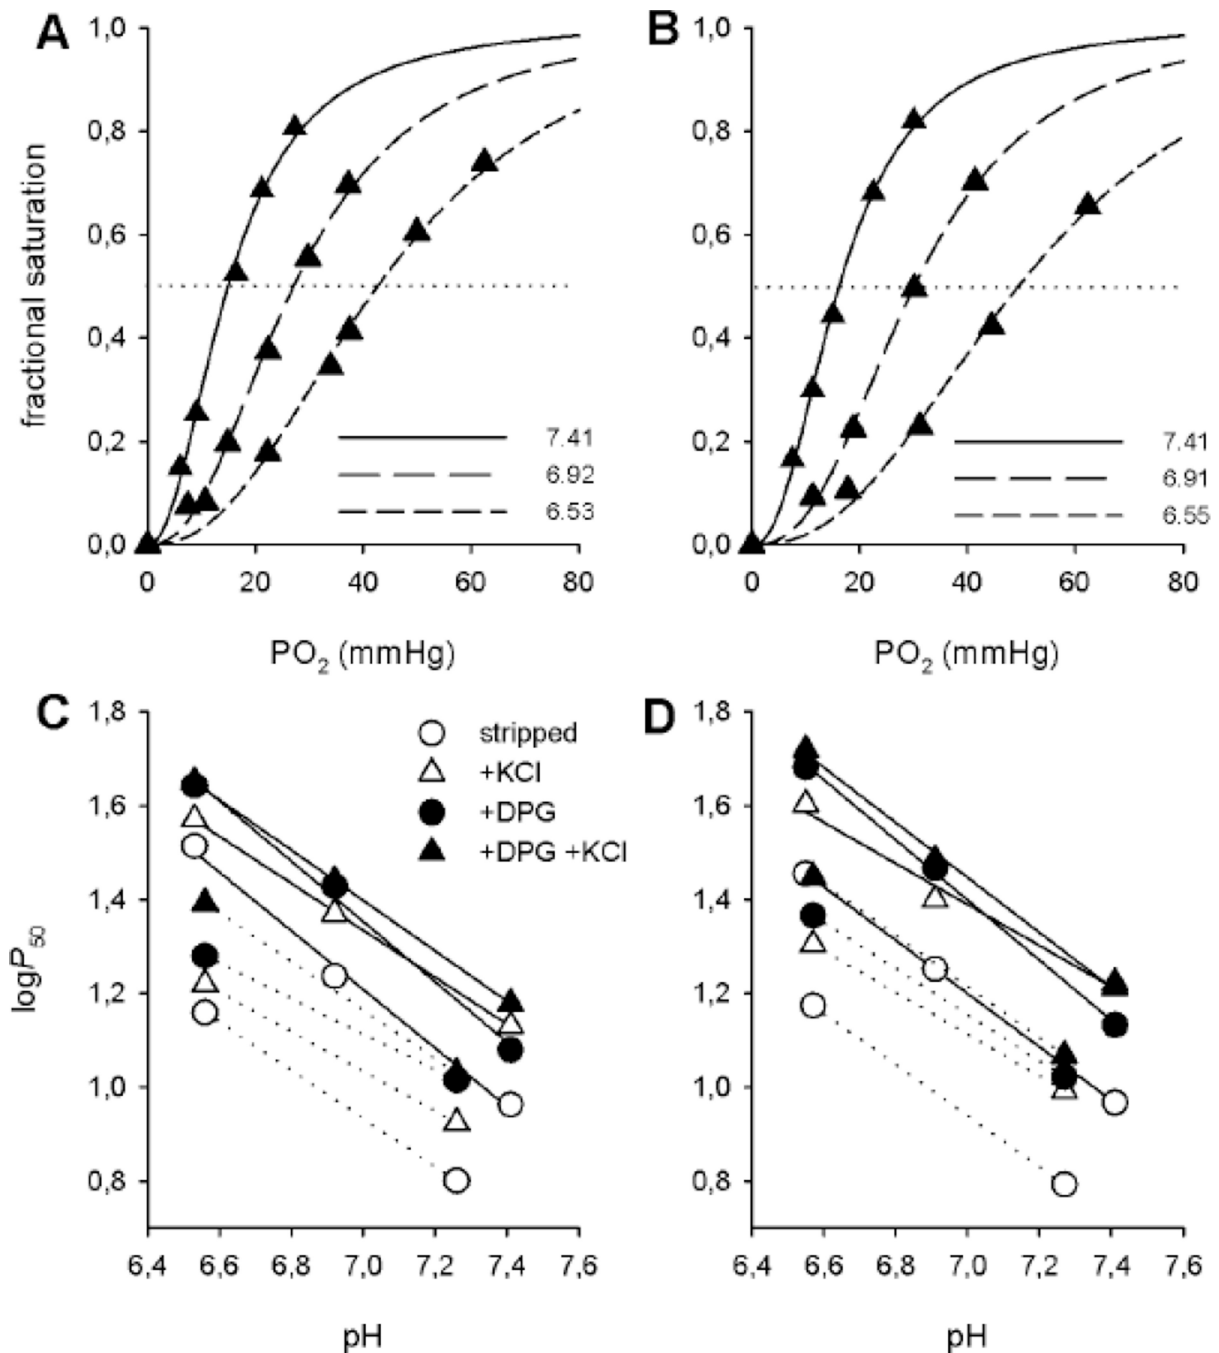 A
B
1,0
0,8
0,6
0,4
0,2
0,0
fractional saturation
7.41
6.92
6.53
0 20 40 60 80
PO2 (mmHg)
1,0
0,8
0,6
0,4
0,2
0,0
7.41
6.91
6.55
0 20 40 60 80
PO2 (mmHg)
C
D
1,8
1,6
1,4
1,2
1,0
0,8
logP50
stripped
+KCl
+DPG
+DPG +KCl
6,4 6,6 6,8 7,0 7,2 7,4 7,6
pH
1,8
1,6
1,4
1,2
1,0
0,8
6,4 6,6 6,8 7,0 7,2 7,4 7,6
pH